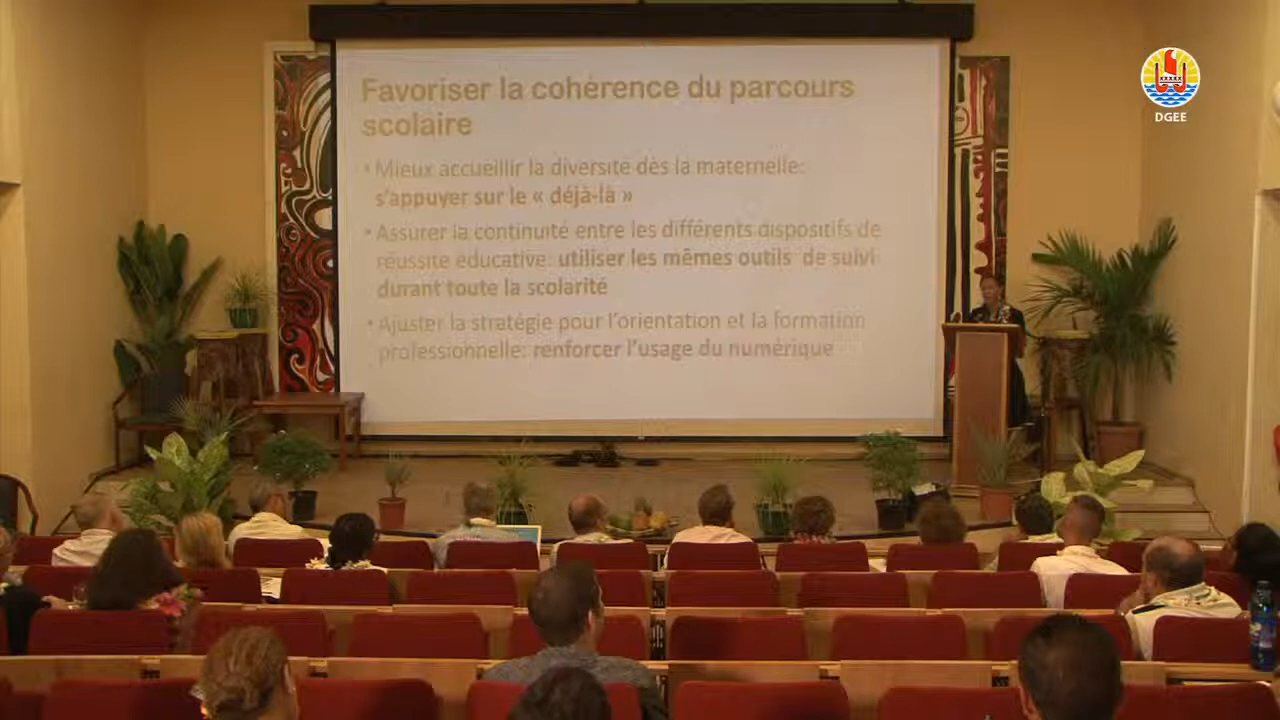 Favoriser la cohérence du parcours
scolaire
• Mieux accueillir la diversité dès la maternelle:
s'appuyer sur le « déjà-là »
• Assurer la continuité entre les différents dispositifs de
réussite éducative: utiliser les mêmes outils de suivi
durant toute la scolarité
• Ajuster la stratégie pour l'orientation et la formation
professionnelle: renforcer l'usage du numérique
DGEE